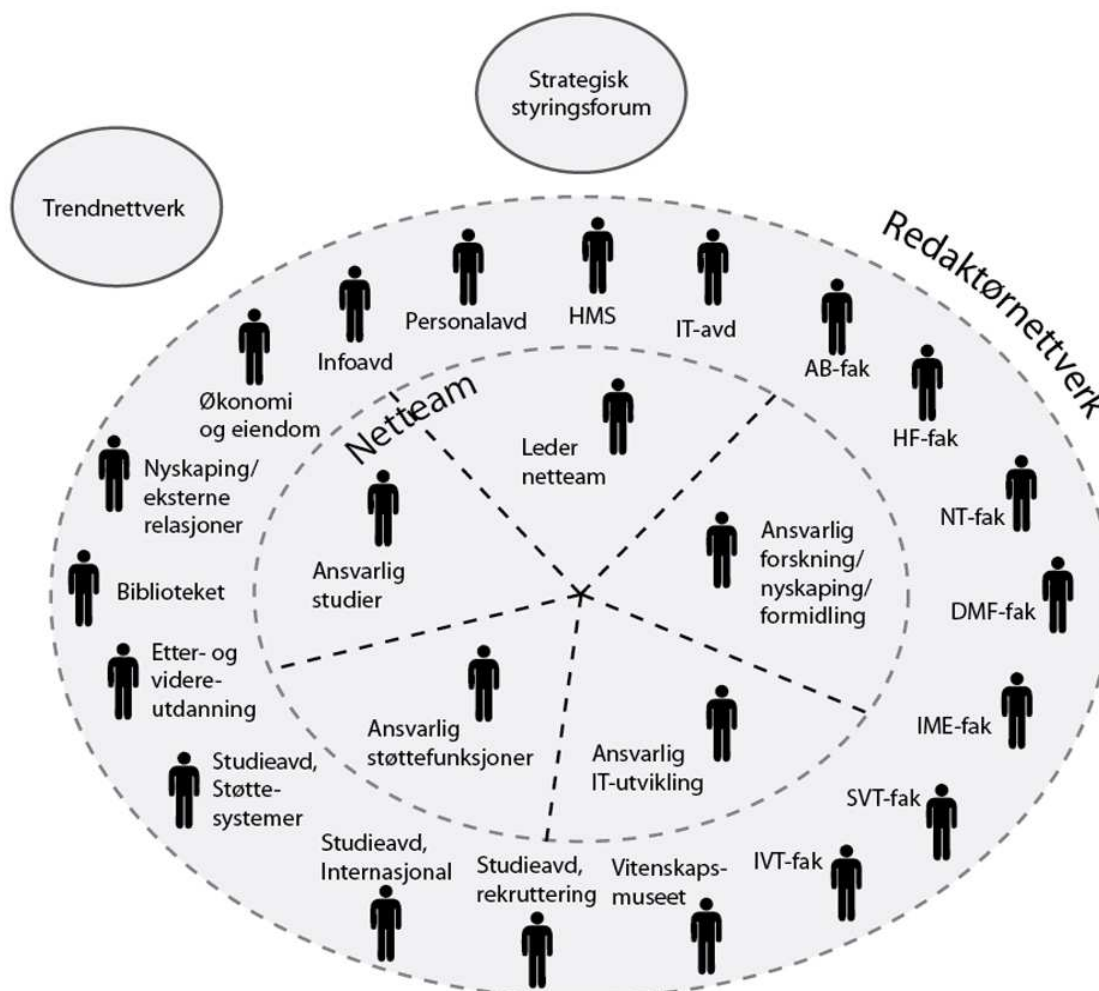 Strategisk
styringsforum
Trendnettverk
Redaktørnettverk
Personalavd
HMS
IT-avd
Infoavd
AB-fak
Økonomi
og eiendom
HF-fak
Nyskaping/
eksterne
relasjoner
NT-fak
Biblioteket
DMF-fak
Etter- og
videre-
utdanning
IME-fak
Studieavd,
Støtte-
systemer
SVT-fak
Studieavd,
Internasjonal
Studieavd,
rekruttering
Vitenskaps-
museet
IVT-fak
Netteam
Leder
netteam
Ansvarlig
studier
Ansvarlig
forskning/
nyskaping/
formidling
Ansvarlig
støttefunksjoner
Ansvarlig
IT-utvikling